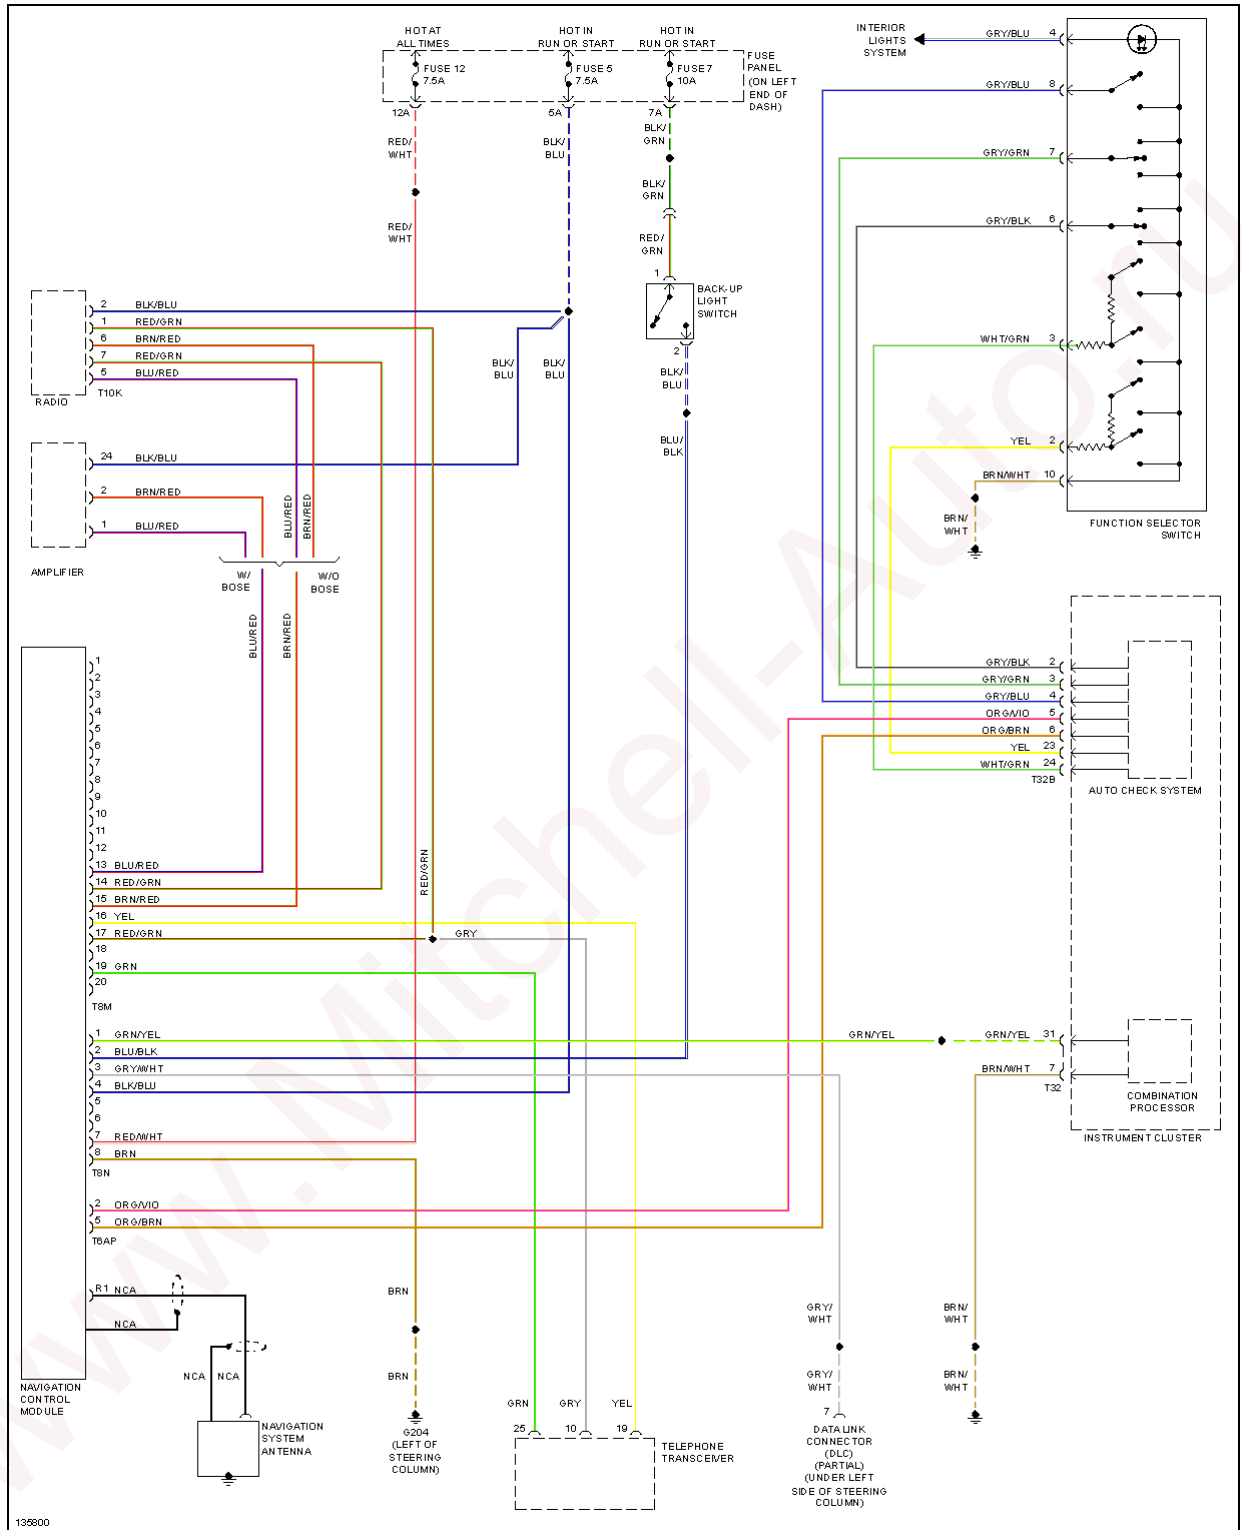 HOT AT
ALL TIMES
HOT IN
RUN OR START
HOT IN
RUN OR START
FUSE 12
7.5A
FUSE 5
7.5A
FUSE 7
10A
FUSE
PANEL
(ON LEFT
END OF
DASH)
12A
5A
7A
RED/
WHT
BLK/
BLU
BLK/
GRN
BLK/
GRN
RED/
WHT
RED/
GRN
1
BACK-UP
LIGHT
SWITCH
2
BLK/
BLU
BLU/
BLK
BLK/
BLU
BLK/
BLU
INTERIOR
LIGHTS
SYSTEM
GRY/BLU 4
GRY/BLU 8
GRY/GRN 7
GRY/BLK 6
WHT/GRN 3
YEL 2
BRN/WHT 10
BRN/
WHT
FUNCTION SELECTOR
SWITCH
2 BLK/BLU
1 RED/GRN
6 BRN/RED
7 RED/GRN
5 BLU/RED
RADIO
T10K
24 BLK/BLU
2 BRN/RED
1 BLU/RED
AMPLIFIER
BLU/RED
BRN/RED
W/
BOSE
W/O
BOSE
BLU/RED
BRN/RED
GRY/BLK 2
GRY/GRN 3
GRY/BLU 4
ORG/VIO 5
ORG/BRN 6
YEL 23
WHT/GRN 24
T32B
AUTO CHECK SYSTEM
1
2
3
4
5
6
7
8
9
10
11
12
13 BLU/RED
14 RED/GRN
15 BRN/RED
16 YEL
17 RED/GRN
18
19 GRN
20
T8M
RED/GRN
GRY
1 GRN/YEL
2 BLU/BLK
3 GRY/WHT
4 BLK/BLU
5
6
7 RED/WHT
8 BRN
T8N
GRN/YEL
GRN/YEL 31
BRN/WHT 7
T32
COMBINATION
PROCESSOR
INSTRUMENT CLUSTER
2 ORG/VIO
5 ORG/BRN
T6AP
R1 NCA
NCA
NCA
NCA
NAVIGATION
CONTROL
MODULE
NAVIGATION
SYSTEM
ANTENNA
BRN
BRN
G204
(LEFT OF
STEERING
COLUMN)
GRN
GRY
YEL
25
10
19
TELEPHONE
TRANSCEIVER
GRY/
WHT
GRY/
WHT
7
DATA LINK
CONNECTOR
(DLC)
(PARTIAL)
(UNDER LEFT
SIDE OF STEERING
COLUMN)
BRN/
WHT
BRN/
WHT
135800
www.Mitchell-Auto.ru